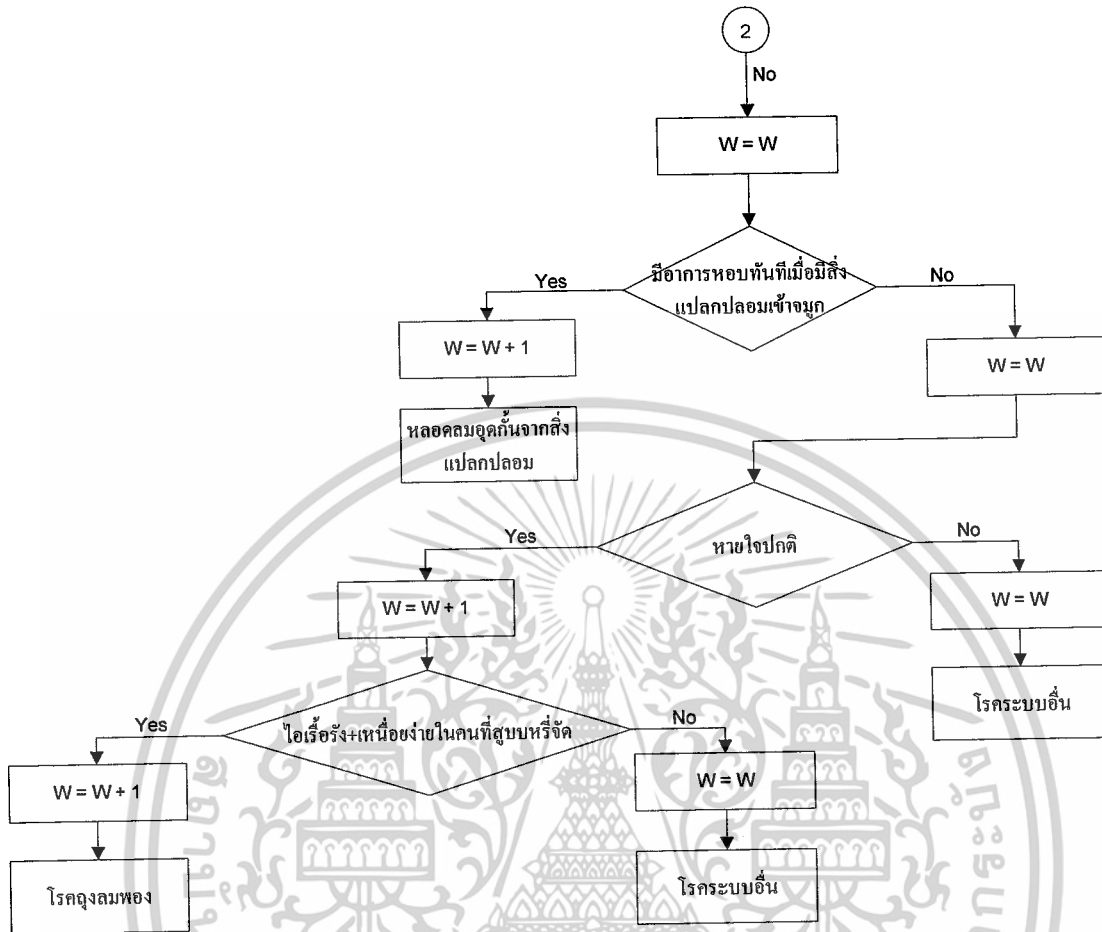 2
No
W = W
มีอาการหอบทันทีเมื่อมีสิ่ง
แปลกปลอมเข้าจมูก
Yes
No
W = W + 1
W = W
หลอดลมอุดกั้นจากสิ่ง
แปลกปลอม
หายใจปกติ
Yes
No
W = W + 1
W = W
โรคระบบอื่น
ไอเรื้อรัง+เหนื่อยง่ายในคนที่สูบบหรี่จัด
Yes
No
W = W + 1
W = W
โรคถุงลมพอง
โรคระบบอื่น